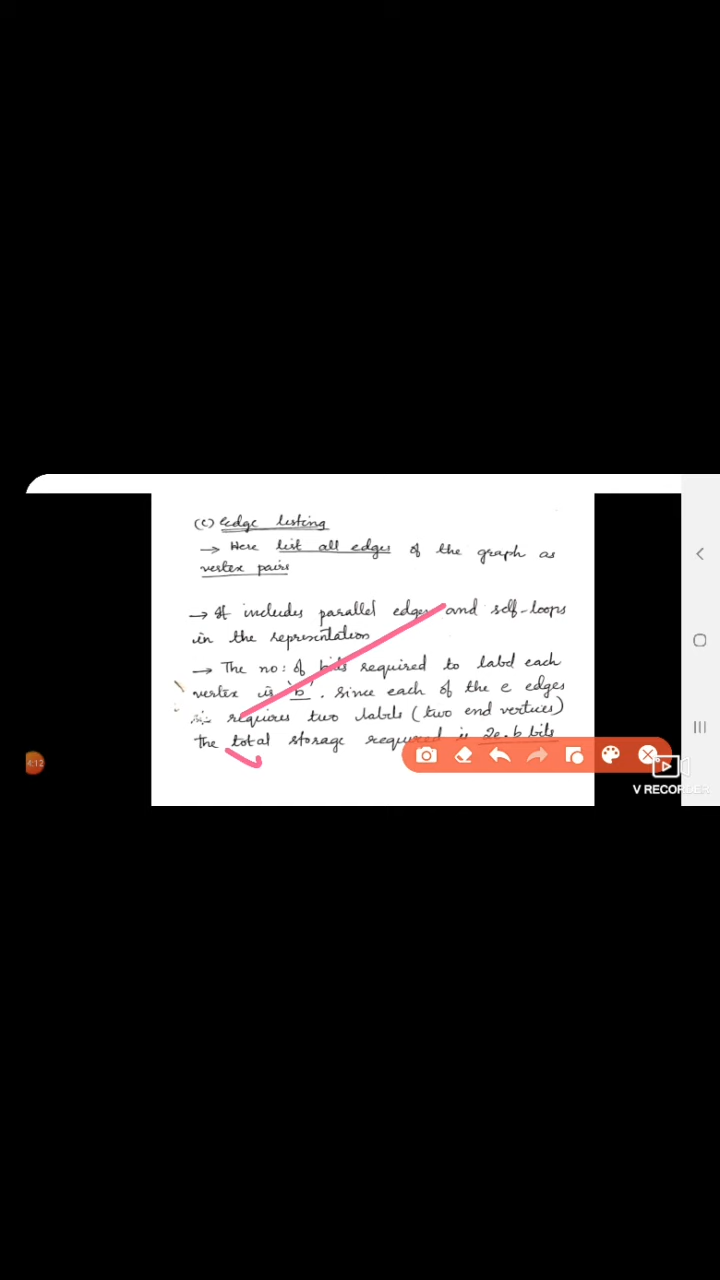 (c) edge listing
→ Here list all edges of the graph as
vertex pairs
→ It includes parallel edges and self-loops
in the representation
→ The no: of bits required to label each
vertex is 'b'. Since each of the e edges
requires two labels (two end vertices)
the total storage required is 2e.b bits
4:12
V RECORDER